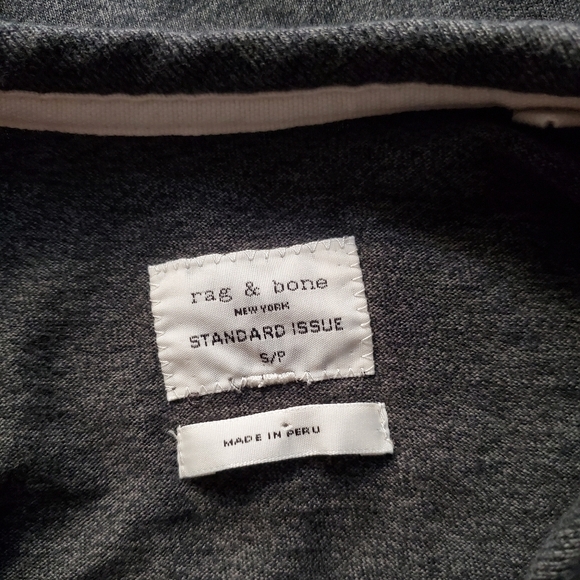 rag & bone
NEW YORK
STANDARD ISSUE
S/P
MADE IN PERU